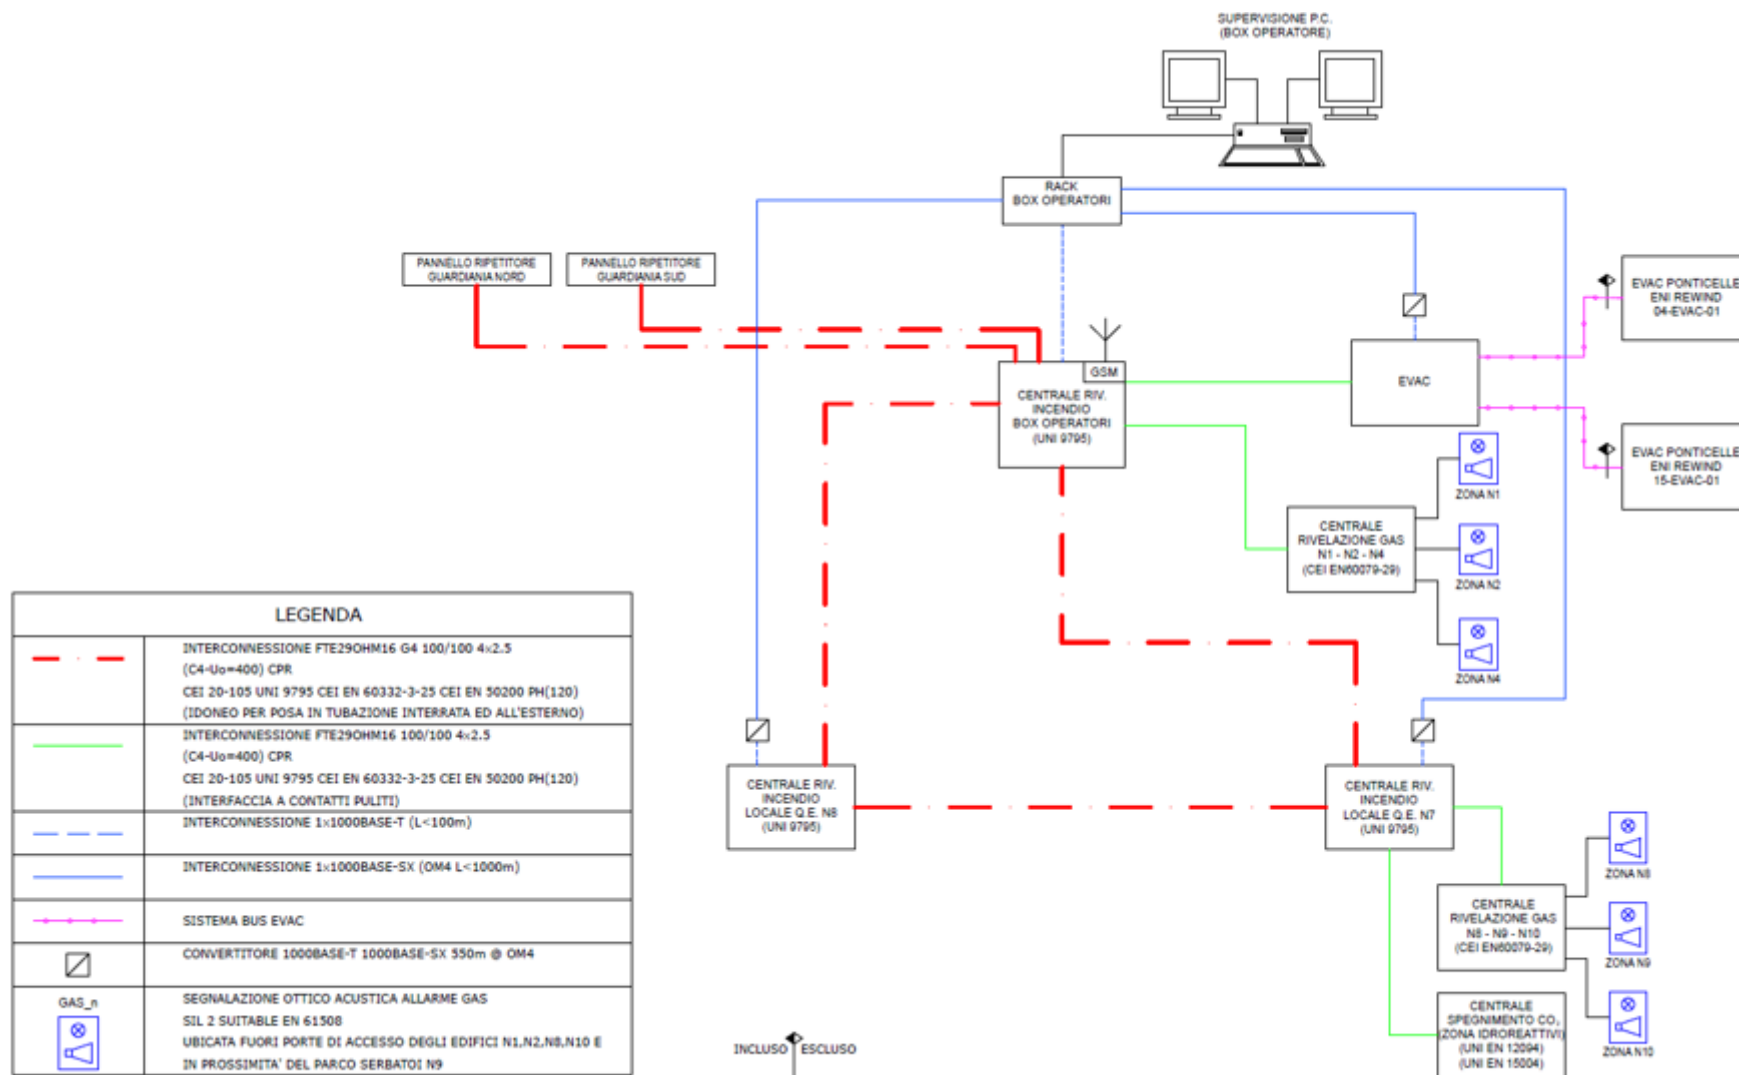 SUPERVISIONE P.C.
(BOX OPERATORE)
RACK
BOX OPERATORI
PANNELLO RIPETITORE
GUARDIANIA NORD
PANNELLO RIPETITORE
GUARDIANIA SUD
GSM
CENTRALE RIV.
INCENDIO
BOX OPERATORI
(UNI 9795)
EVAC
EVAC PONTICELLE
ENI REWIND
04-EVAC-01
EVAC PONTICELLE
ENI REWIND
15-EVAC-01
CENTRALE
RIVELAZIONE GAS
N1 - N2 - N4
(CEI EN60079-29)
ZONA N1
ZONA N2
ZONA N4
CENTRALE RIV.
INCENDIO
LOCALE Q.E. N8
(UNI 9795)
CENTRALE RIV.
INCENDIO
LOCALE Q.E. N7
(UNI 9795)
CENTRALE
RIVELAZIONE GAS
N8 - N9 - N10
(CEI EN60079-29)
ZONA N8
ZONA N9
ZONA N10
CENTRALE
SPEGNIMENTO CO,
(ZONA IDROREATTIVI)
(UNI EN 12094)
(UNI EN 15004)
INCLUSO ESCLUSO
LEGENDA
INTERCONNESSIONE FTE29OHM16 G4 100/100 4x2.5
(C4-Uo=400) CPR
CEI 20-105 UNI 9795 CEI EN 60332-3-25 CEI EN 50200 PH(120)
(IDONEO PER POSA IN TUBAZIONE INTERRATA ED ALL'ESTERNO)
INTERCONNESSIONE FTE29OHM16 100/100 4x2.5
(C4-Uo=400) CPR
CEI 20-105 UNI 9795 CEI EN 60332-3-25 CEI EN 50200 PH(120)
(INTERFACCIA A CONTATTI PULITI)
INTERCONNESSIONE 1x1000BASE-T (L<100m)
INTERCONNESSIONE 1x1000BASE-SX (OM4 L<1000m)
SISTEMA BUS EVAC
CONVERTITORE 1000BASE-T 1000BASE-SX 550m @ OM4
GAS_n
SEGNALAZIONE OTTICO ACUSTICA ALLARME GAS
SIL 2 SUITABLE EN 61508
UBICATA FUORI PORTE DI ACCESSO DEGLI EDIFICI N1,N2,N8,N10 E
IN PROSSIMITA' DEL PARCO SERBATOI N9